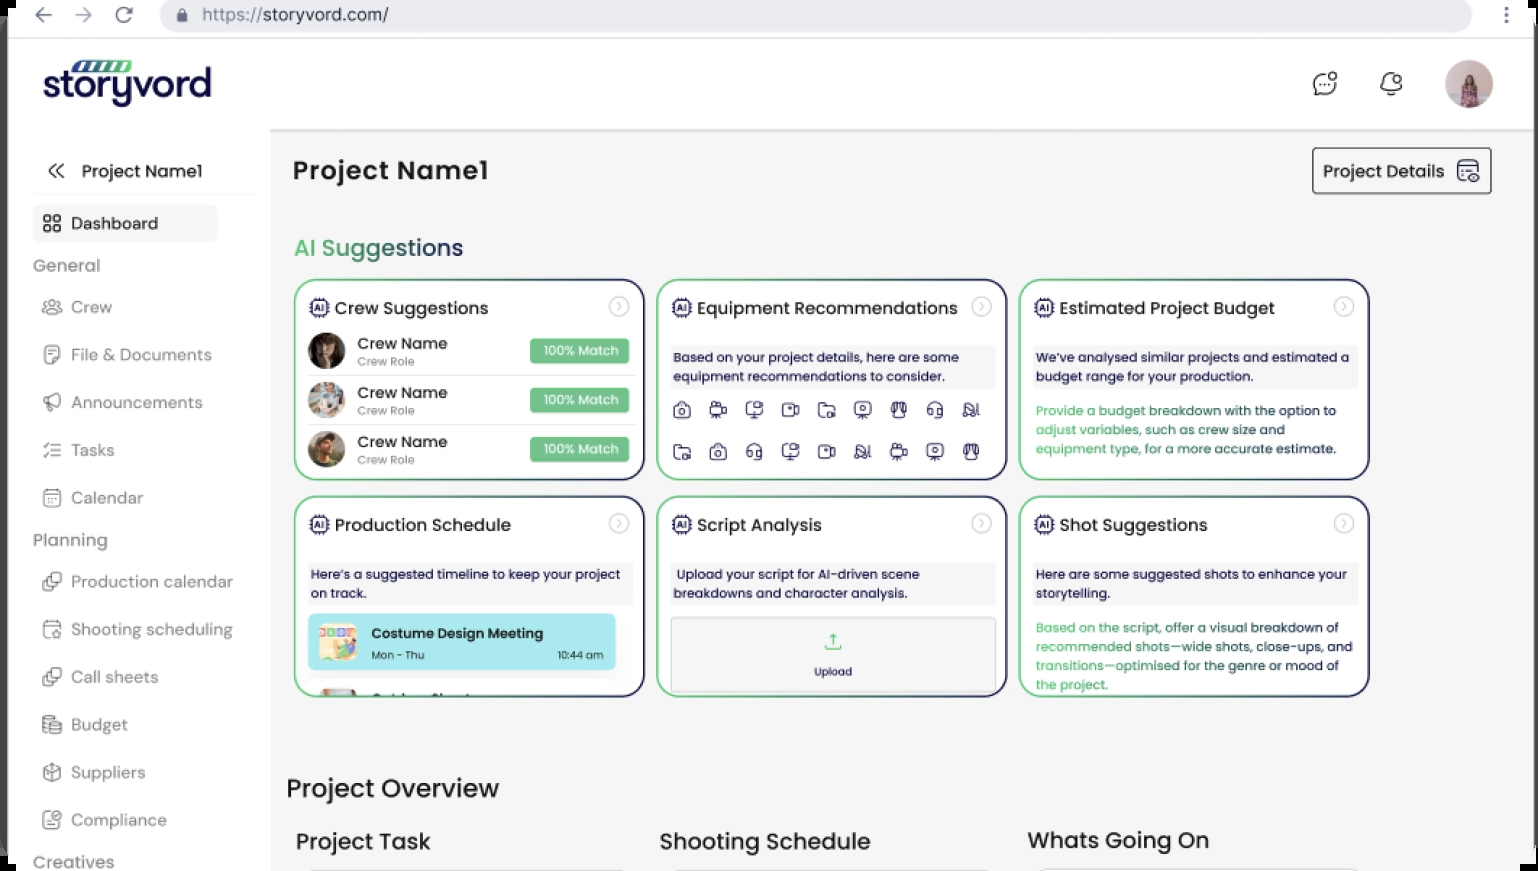 https://storyvord.com/
storyvord
Project Name1
Dashboard
General
Crew
File & Documents
Announcements
Tasks
Calendar
Planning
Production calendar
Shooting scheduling
Call sheets
Budget
Suppliers
Compliance
Creatives
Project Name1
Project Details
AI Suggestions
AI Crew Suggestions
Crew Name
Crew Role
100% Match
Crew Name
Crew Role
100% Match
Crew Name
Crew Role
100% Match
AI Equipment Recommendations
Based on your project details, here are some
equipment recommendations to consider.
AI Estimated Project Budget
We've analysed similar projects and estimated a
budget range for your production.
Provide a budget breakdown with the option to
adjust variables, such as crew size and
equipment type, for a more accurate estimate.
AI Production Schedule
Here's a suggested timeline to keep your project
on track.
Costume Design Meeting
Mon - Thu 10:44 am
AI Script Analysis
Upload your script for AI-driven scene
breakdowns and character analysis.
Upload
AI Shot Suggestions
Here are some suggested shots to enhance your
storytelling.
Based on the script, offer a visual breakdown of
recommended shots—wide shots, close-ups, and
transitions—optimised for the genre or mood of
the project.
Project Overview
Project Task
Shooting Schedule
Whats Going On